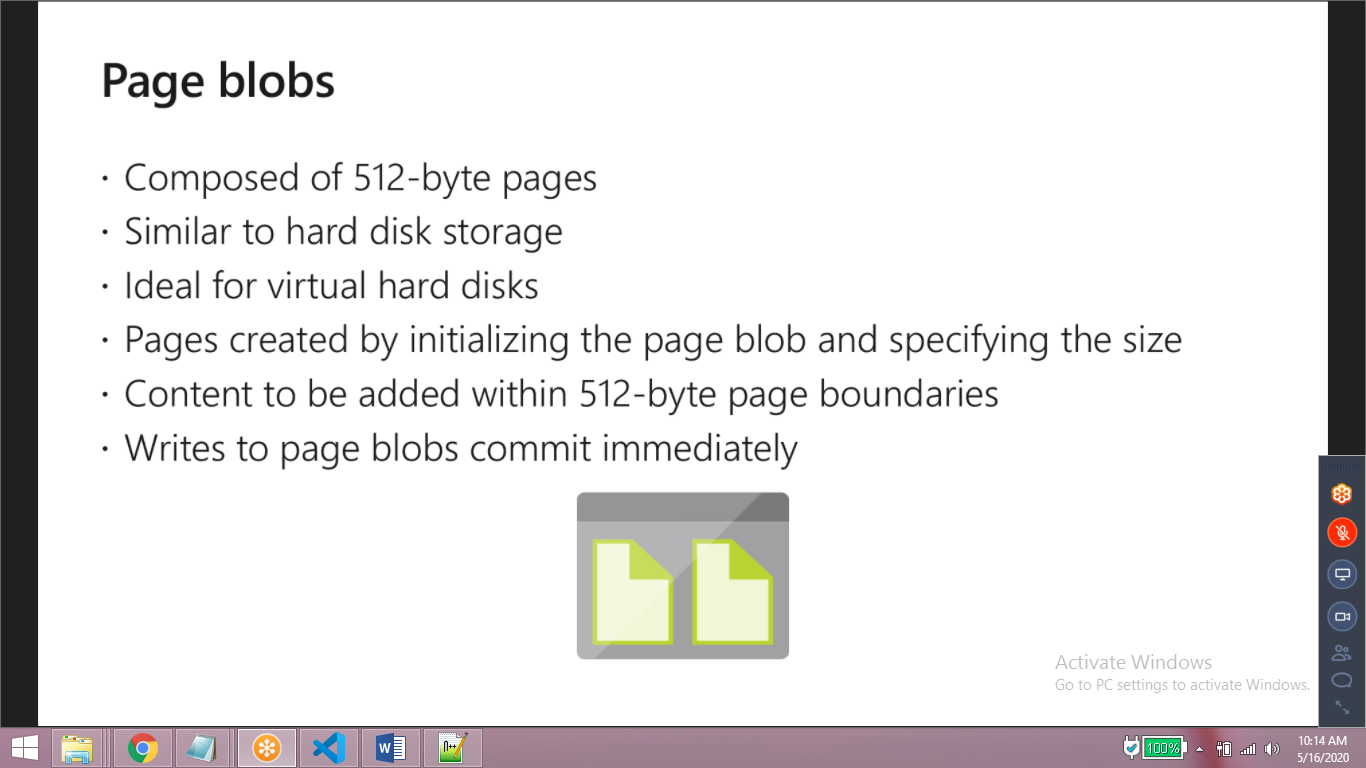 Page blobs
• Composed of 512-byte pages
• Similar to hard disk storage
• Ideal for virtual hard disks
• Pages created by initializing the page blob and specifying the size
• Content to be added within 512-byte page boundaries
• Writes to page blobs commit immediately
Activate Windows
Go to PC settings to activate Windows.
100%
10:14 AM
5/16/2020